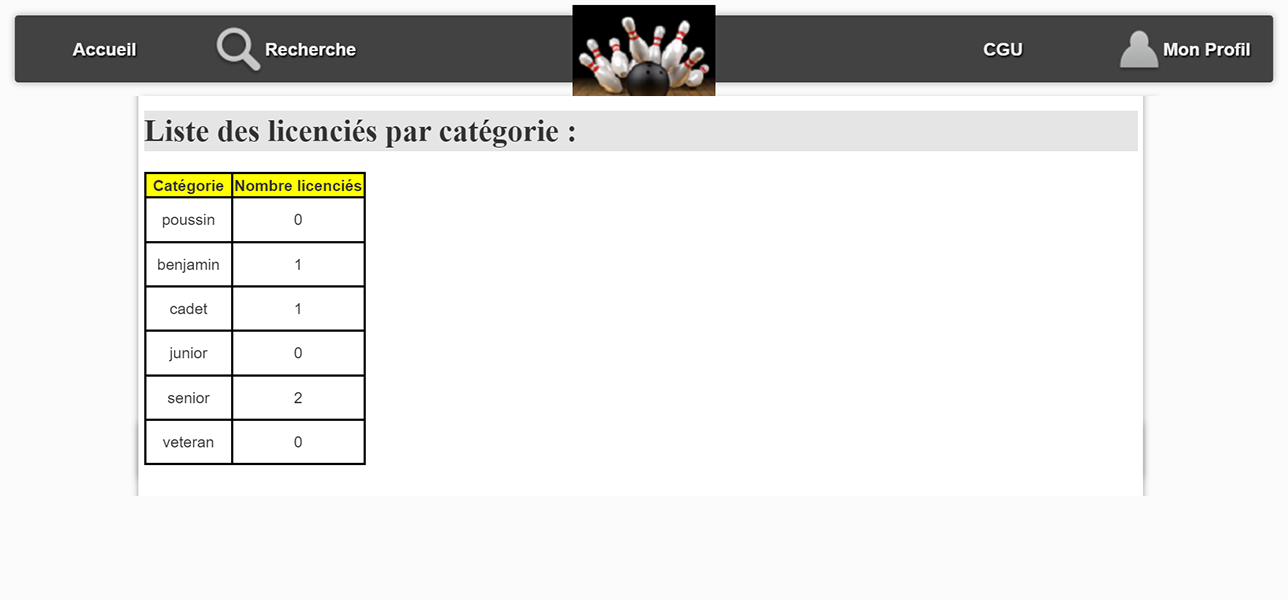 Accueil
Recherche
CGU
Mon Profil
Liste des licenciés par catégorie :
Catégorie Nombre licenciés
poussin 0
benjamin 1
cadet 1
junior 0
senior 2
veteran 0